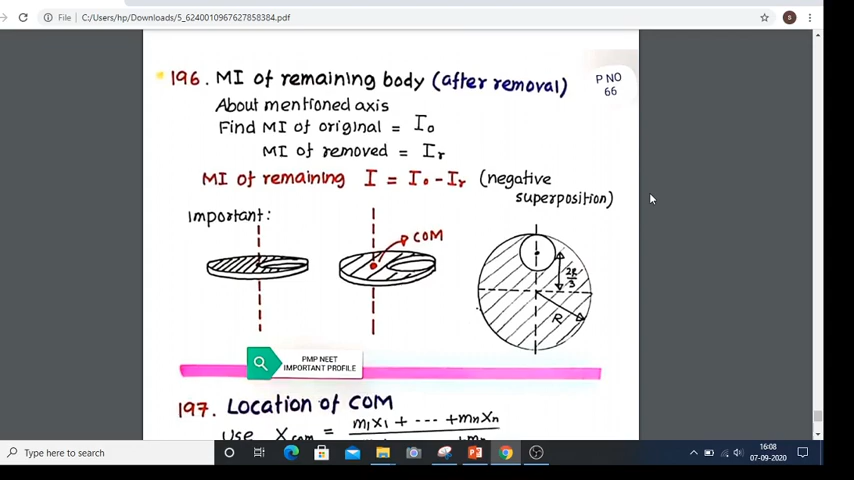 File
C:/Users/hp/Downloads/5_6240010967627858384.pdf
S
196. MI of remaining body (after removal)
P NO
66
About mentioned axis
Find MI of original = Io
MI of removed = Ir
MI of remaining I = Io - Ir (negative
superposition)
Important:
COM
2R/3
R
PMP NEET
IMPORTANT PROFILE
197. Location of COM
Use Xcom = m1x1 + ---- + mnxn
Type here to search
16:08
07-09-2020